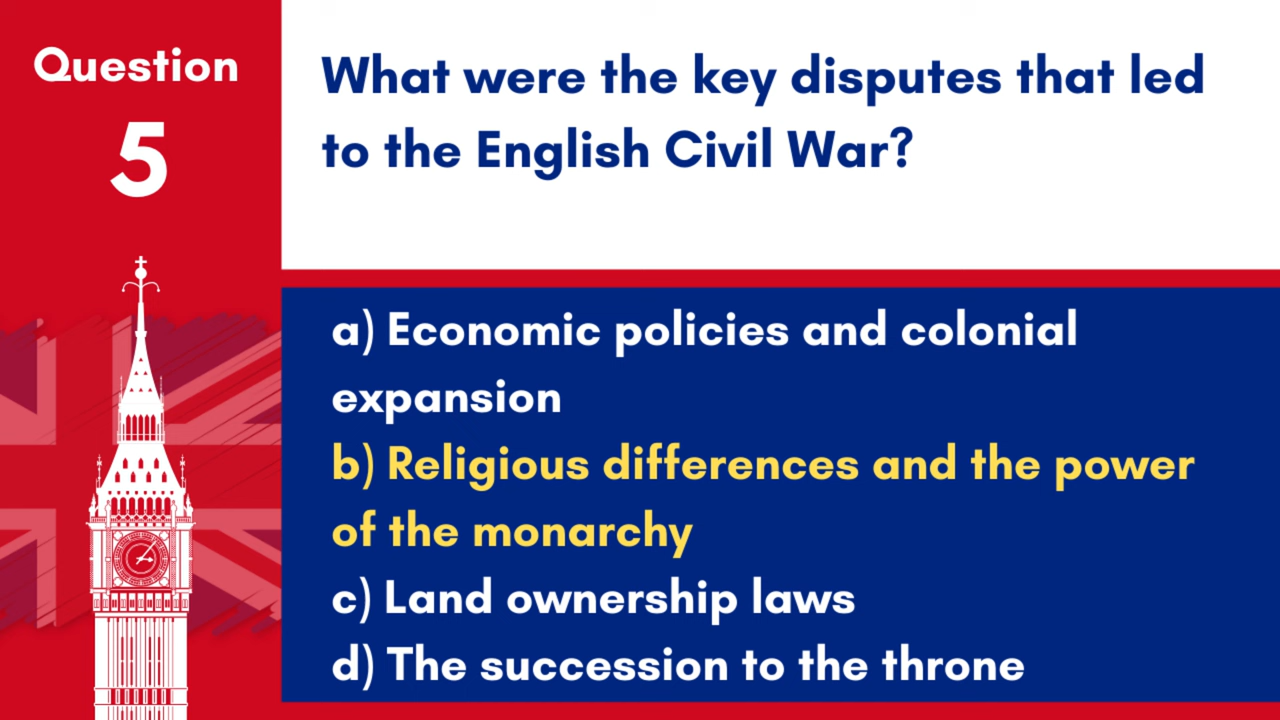 Question
5
What were the key disputes that led
to the English Civil War?
a) Economic policies and colonial
expansion
b) Religious differences and the power
of the monarchy
c) Land ownership laws
d) The succession to the throne